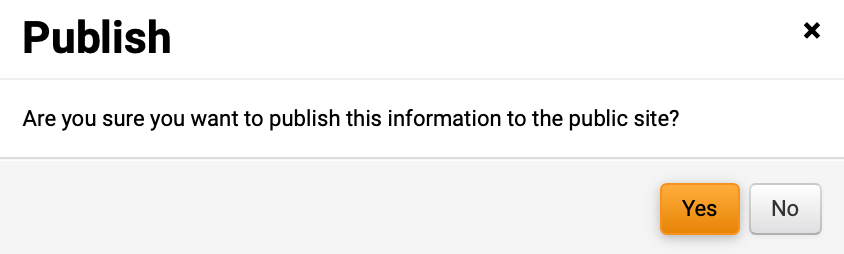 Publish
Are you sure you want to publish this information to the public site?
Yes No